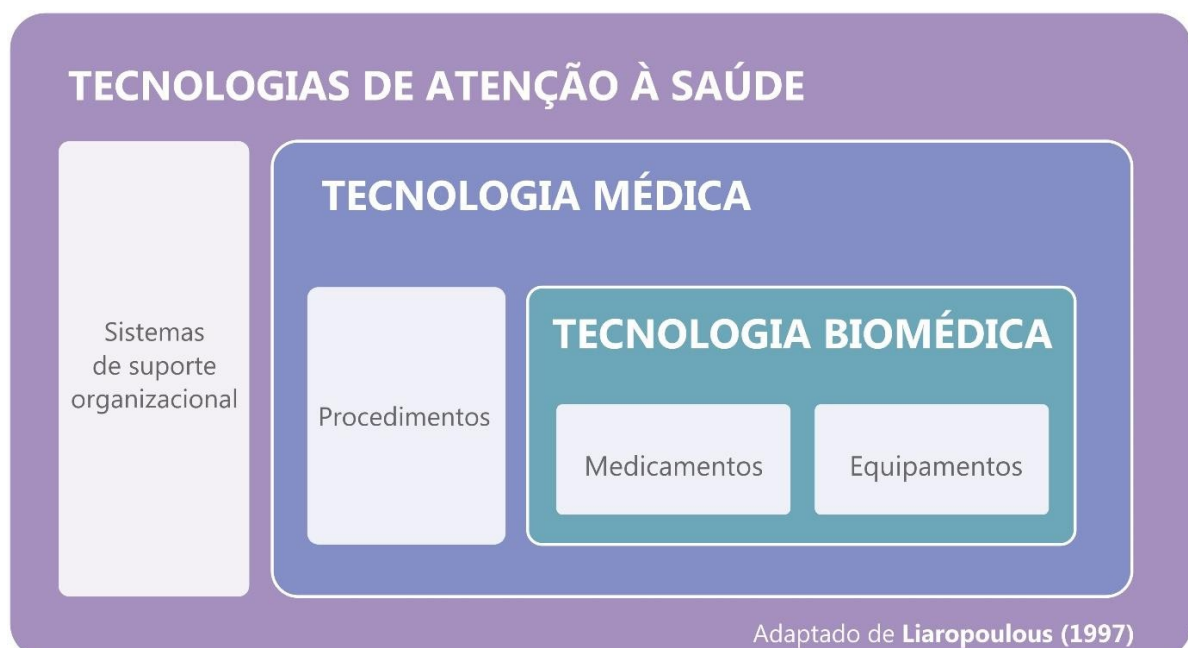 TECNOLOGIAS DE ATENÇÃO À SAÚDE
Sistemas
de suporte
organizacional
TECNOLOGIA MÉDICA
Procedimentos
TECNOLOGIA BIOMÉDICA
Medicamentos
Equipamentos
Adaptado de Liaropoulous (1997)